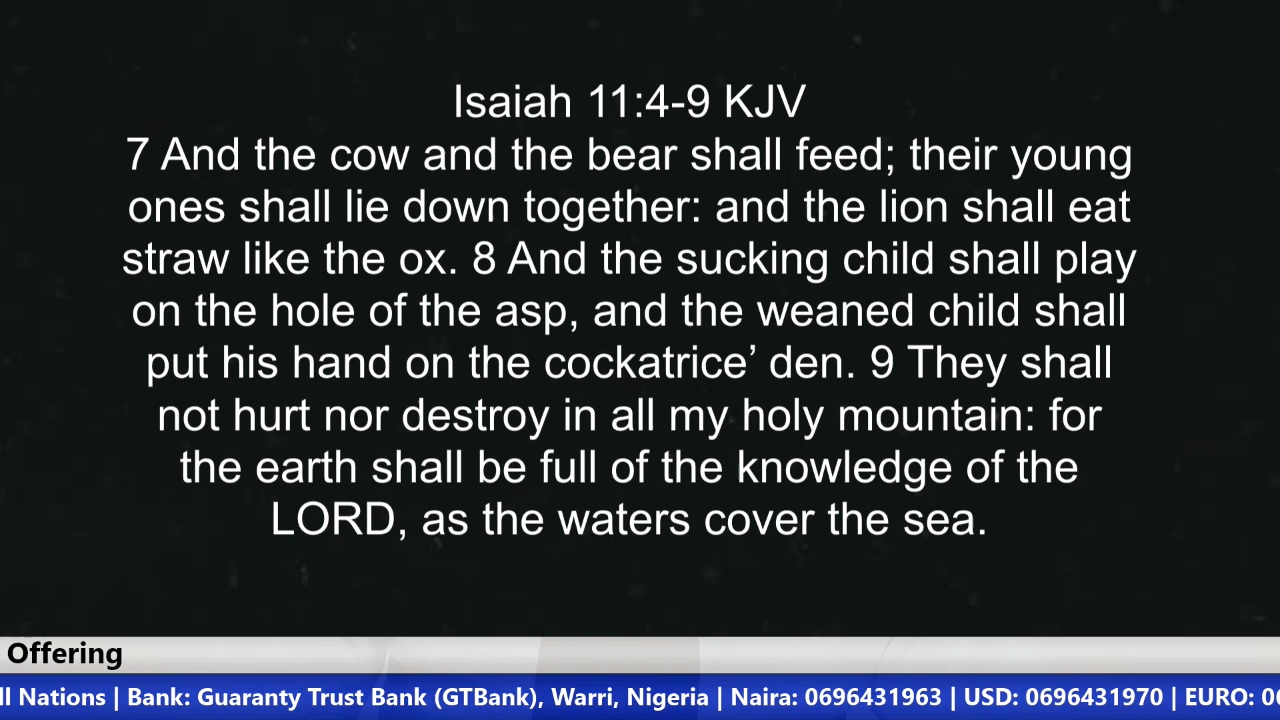 Isaiah 11:4-9 KJV
7 And the cow and the bear shall feed; their young
ones shall lie down together: and the lion shall eat
straw like the ox. 8 And the sucking child shall play
on the hole of the asp, and the weaned child shall
put his hand on the cockatrice’ den. 9 They shall
not hurt nor destroy in all my holy mountain: for
the earth shall be full of the knowledge of the
LORD, as the waters cover the sea.
Offering
Nations | Bank: Guaranty Trust Bank (GTBank), Warri, Nigeria | Naira: 0696431963 | USD: 0696431970 | EURO: